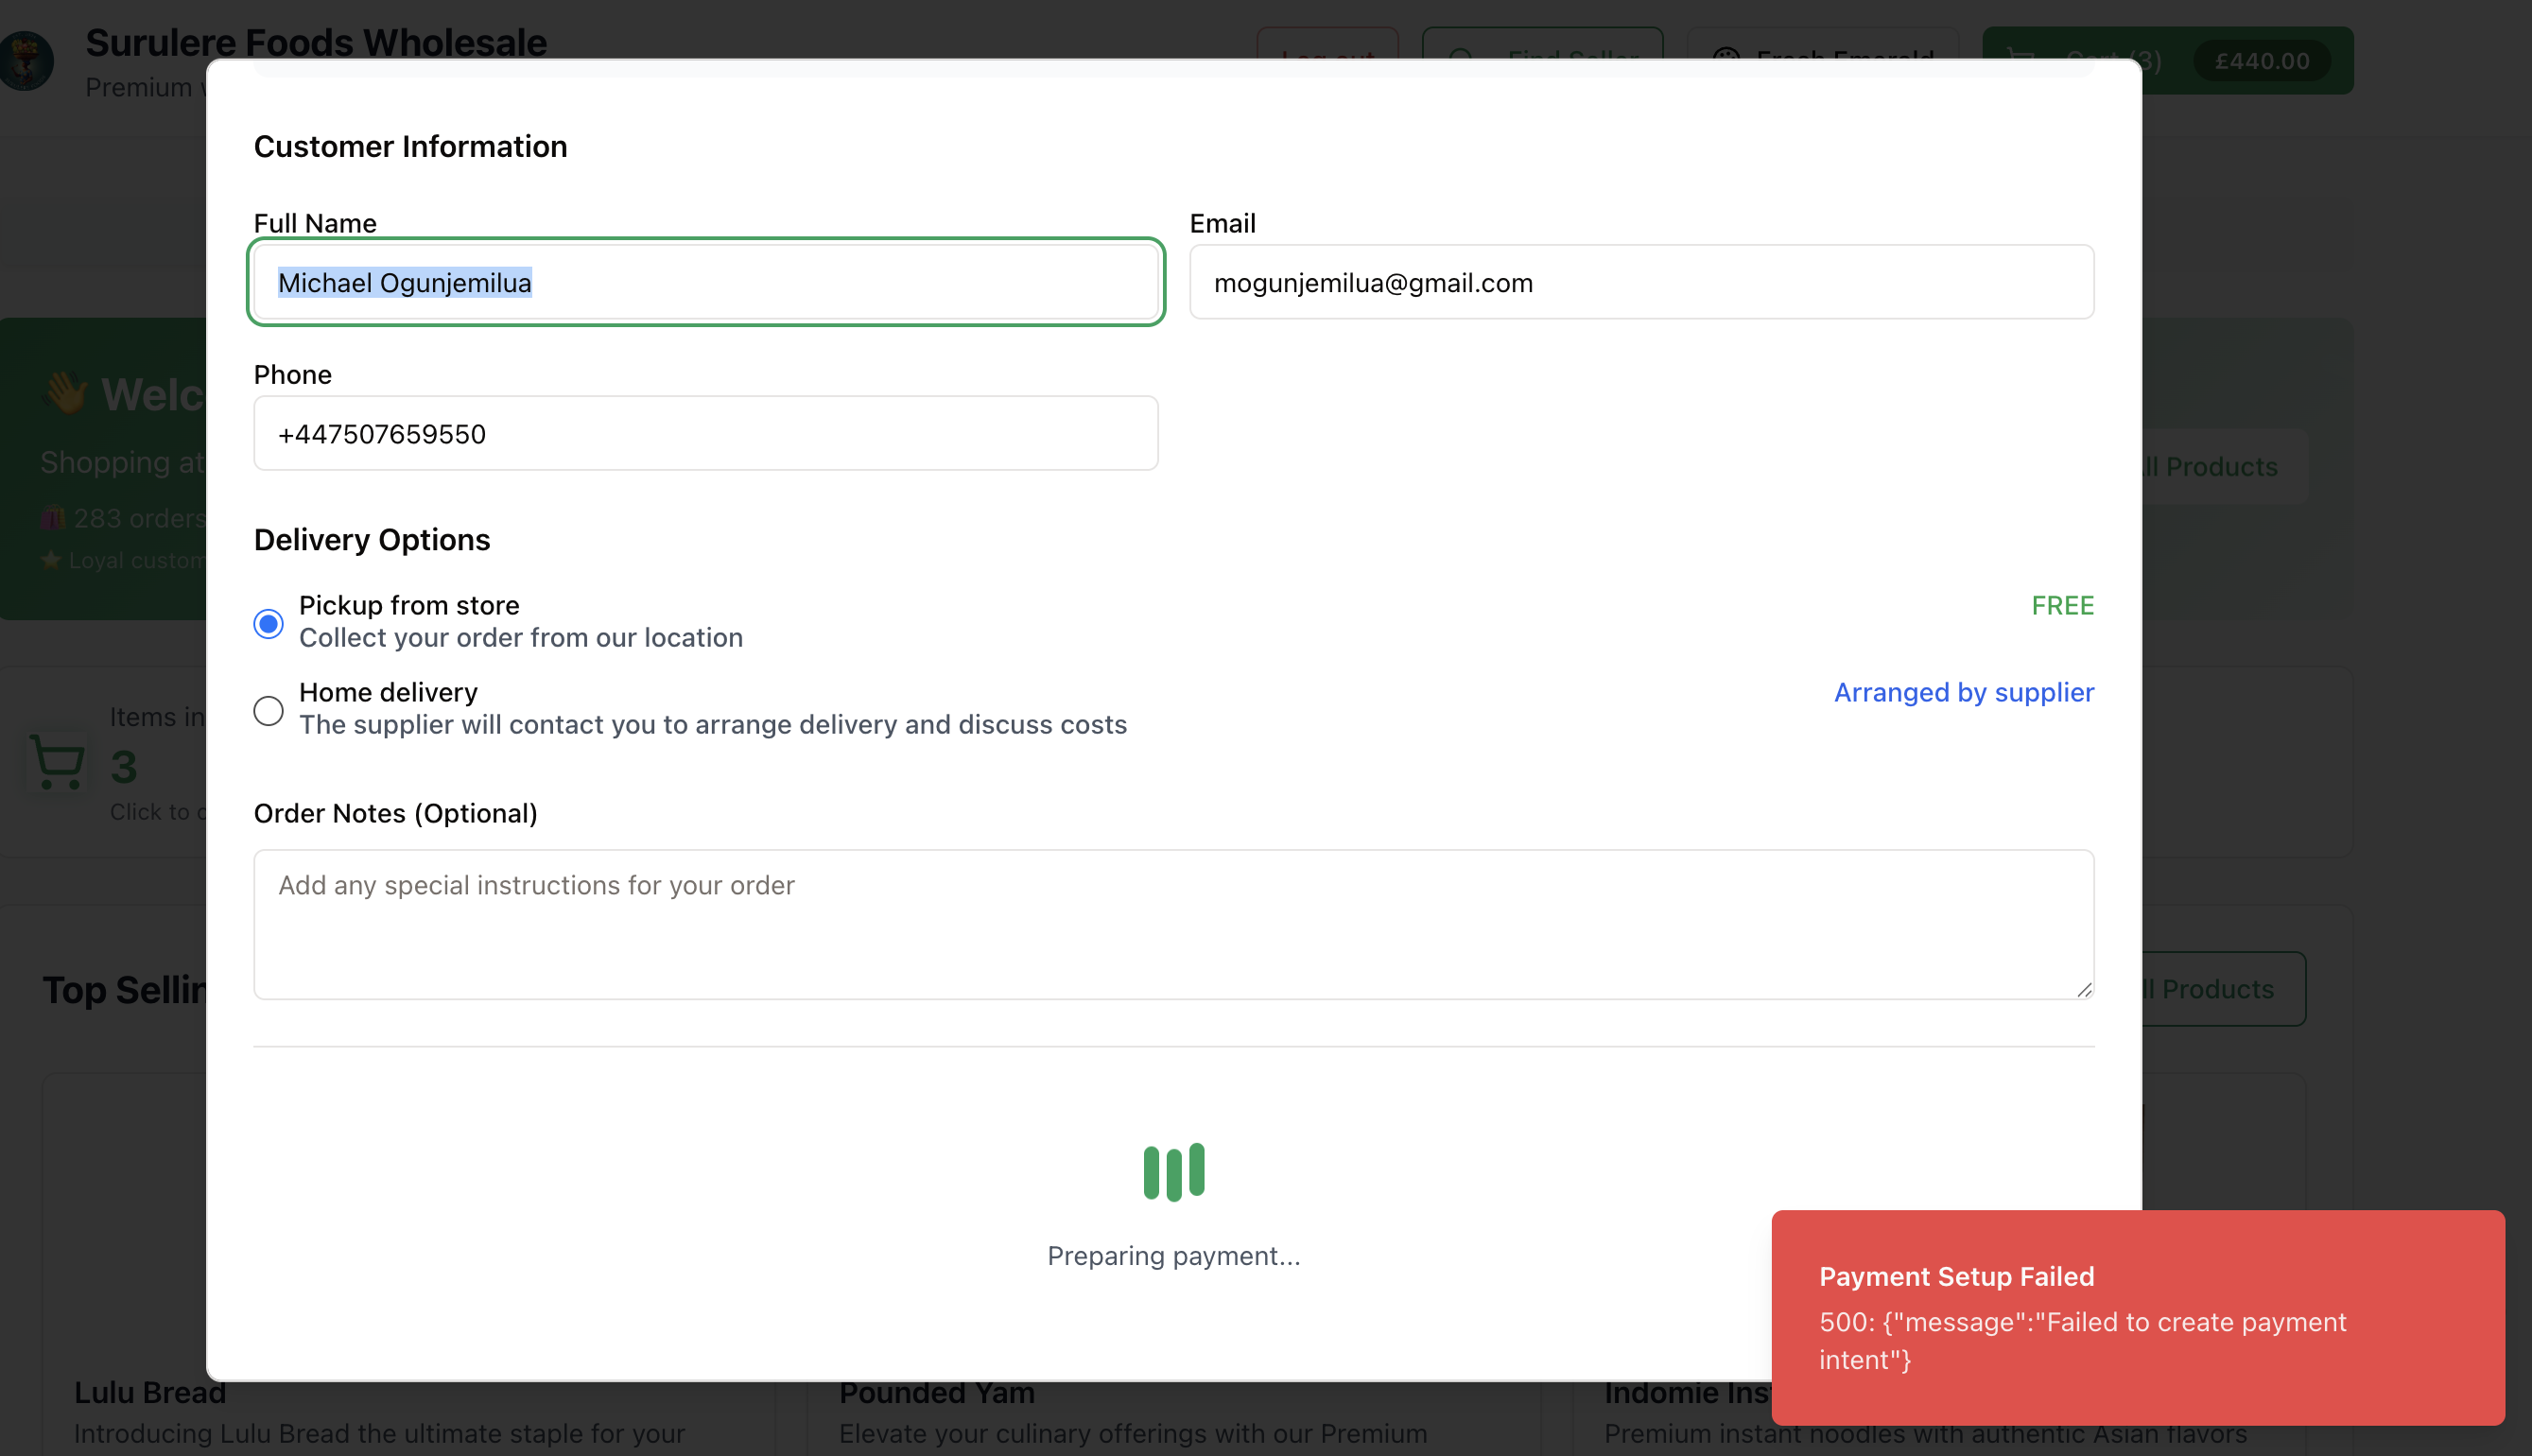 Surulere Foods Wholesale
Premium
Log out
Find Seller
Fresh Emerald
Cart (3)
£440.00
Customer Information
Full Name
Email
Michael Ogunjemilua
mogunjemilua@gmail.com
Phone
+447507659550
👋 Welc
Shopping at
ll Products
283 orders
Loyal custom
Delivery Options
Pickup from store
FREE
Collect your order from our location
Home delivery
Arranged by supplier
The supplier will contact you to arrange delivery and discuss costs
Items in
3
Click to
Order Notes (Optional)
Add any special instructions for your order
Top Sellin
ll Products
Preparing payment...
Payment Setup Failed
500: {"message":"Failed to create payment
intent"}
Lulu Bread
Pounded Yam
Indomie Ins
Introducing Lulu Bread the ultimate staple for your
Elevate your culinary offerings with our Premium
Premium instant noodles with authentic Asian flavors